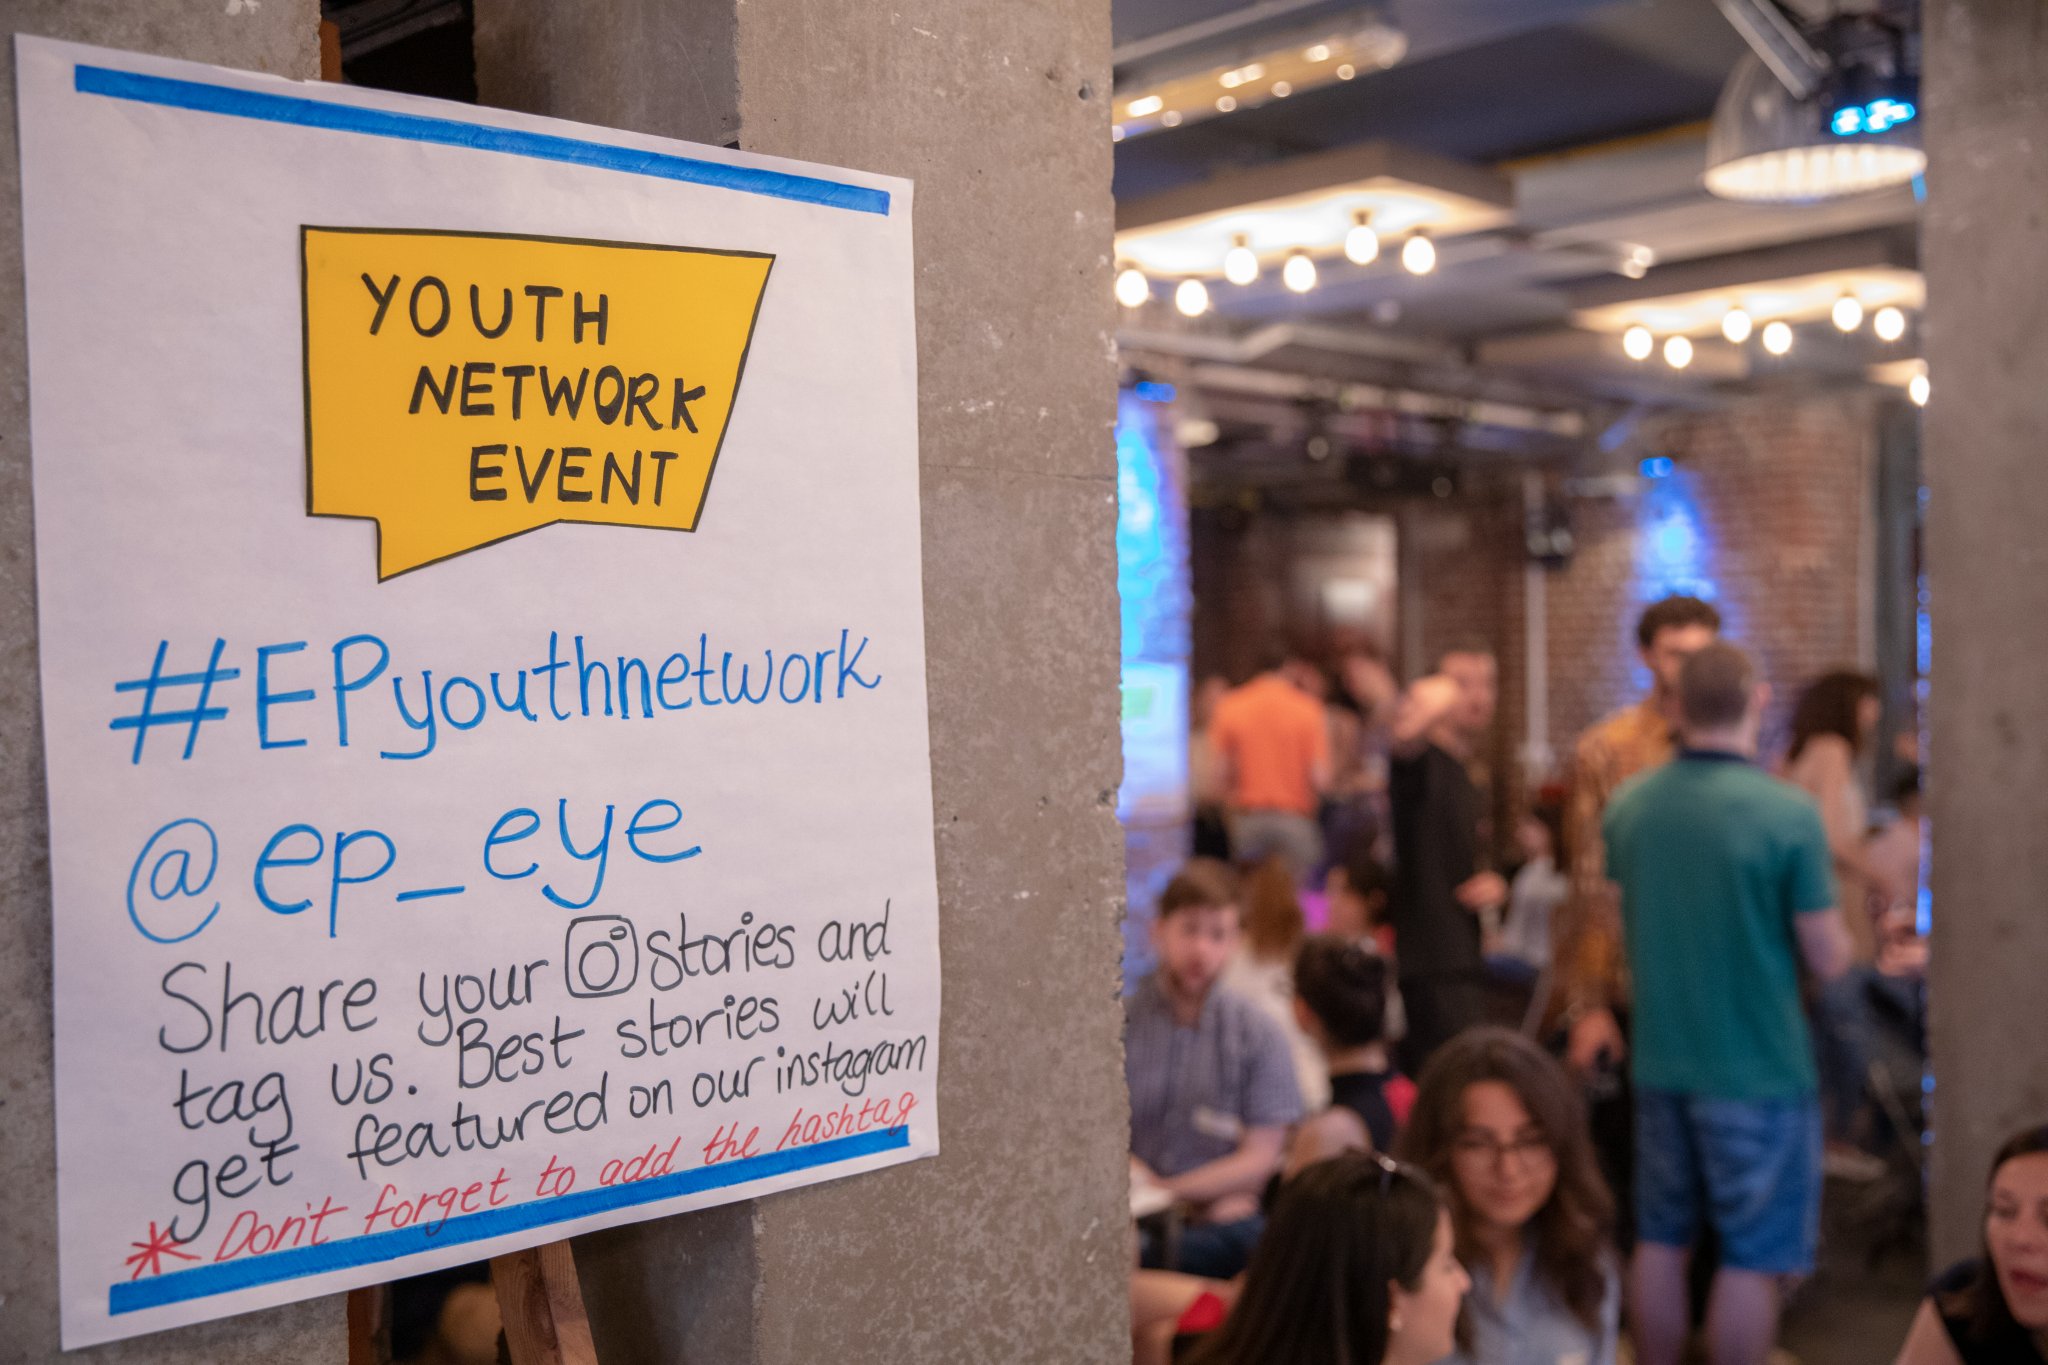 YOUTH
NETWORK
EVENT
#EPyouthnetwork
@ep_eye
Share your stories and
tag us. Best stories will
get featured on our instagram
* Don't forget to add the hashtag